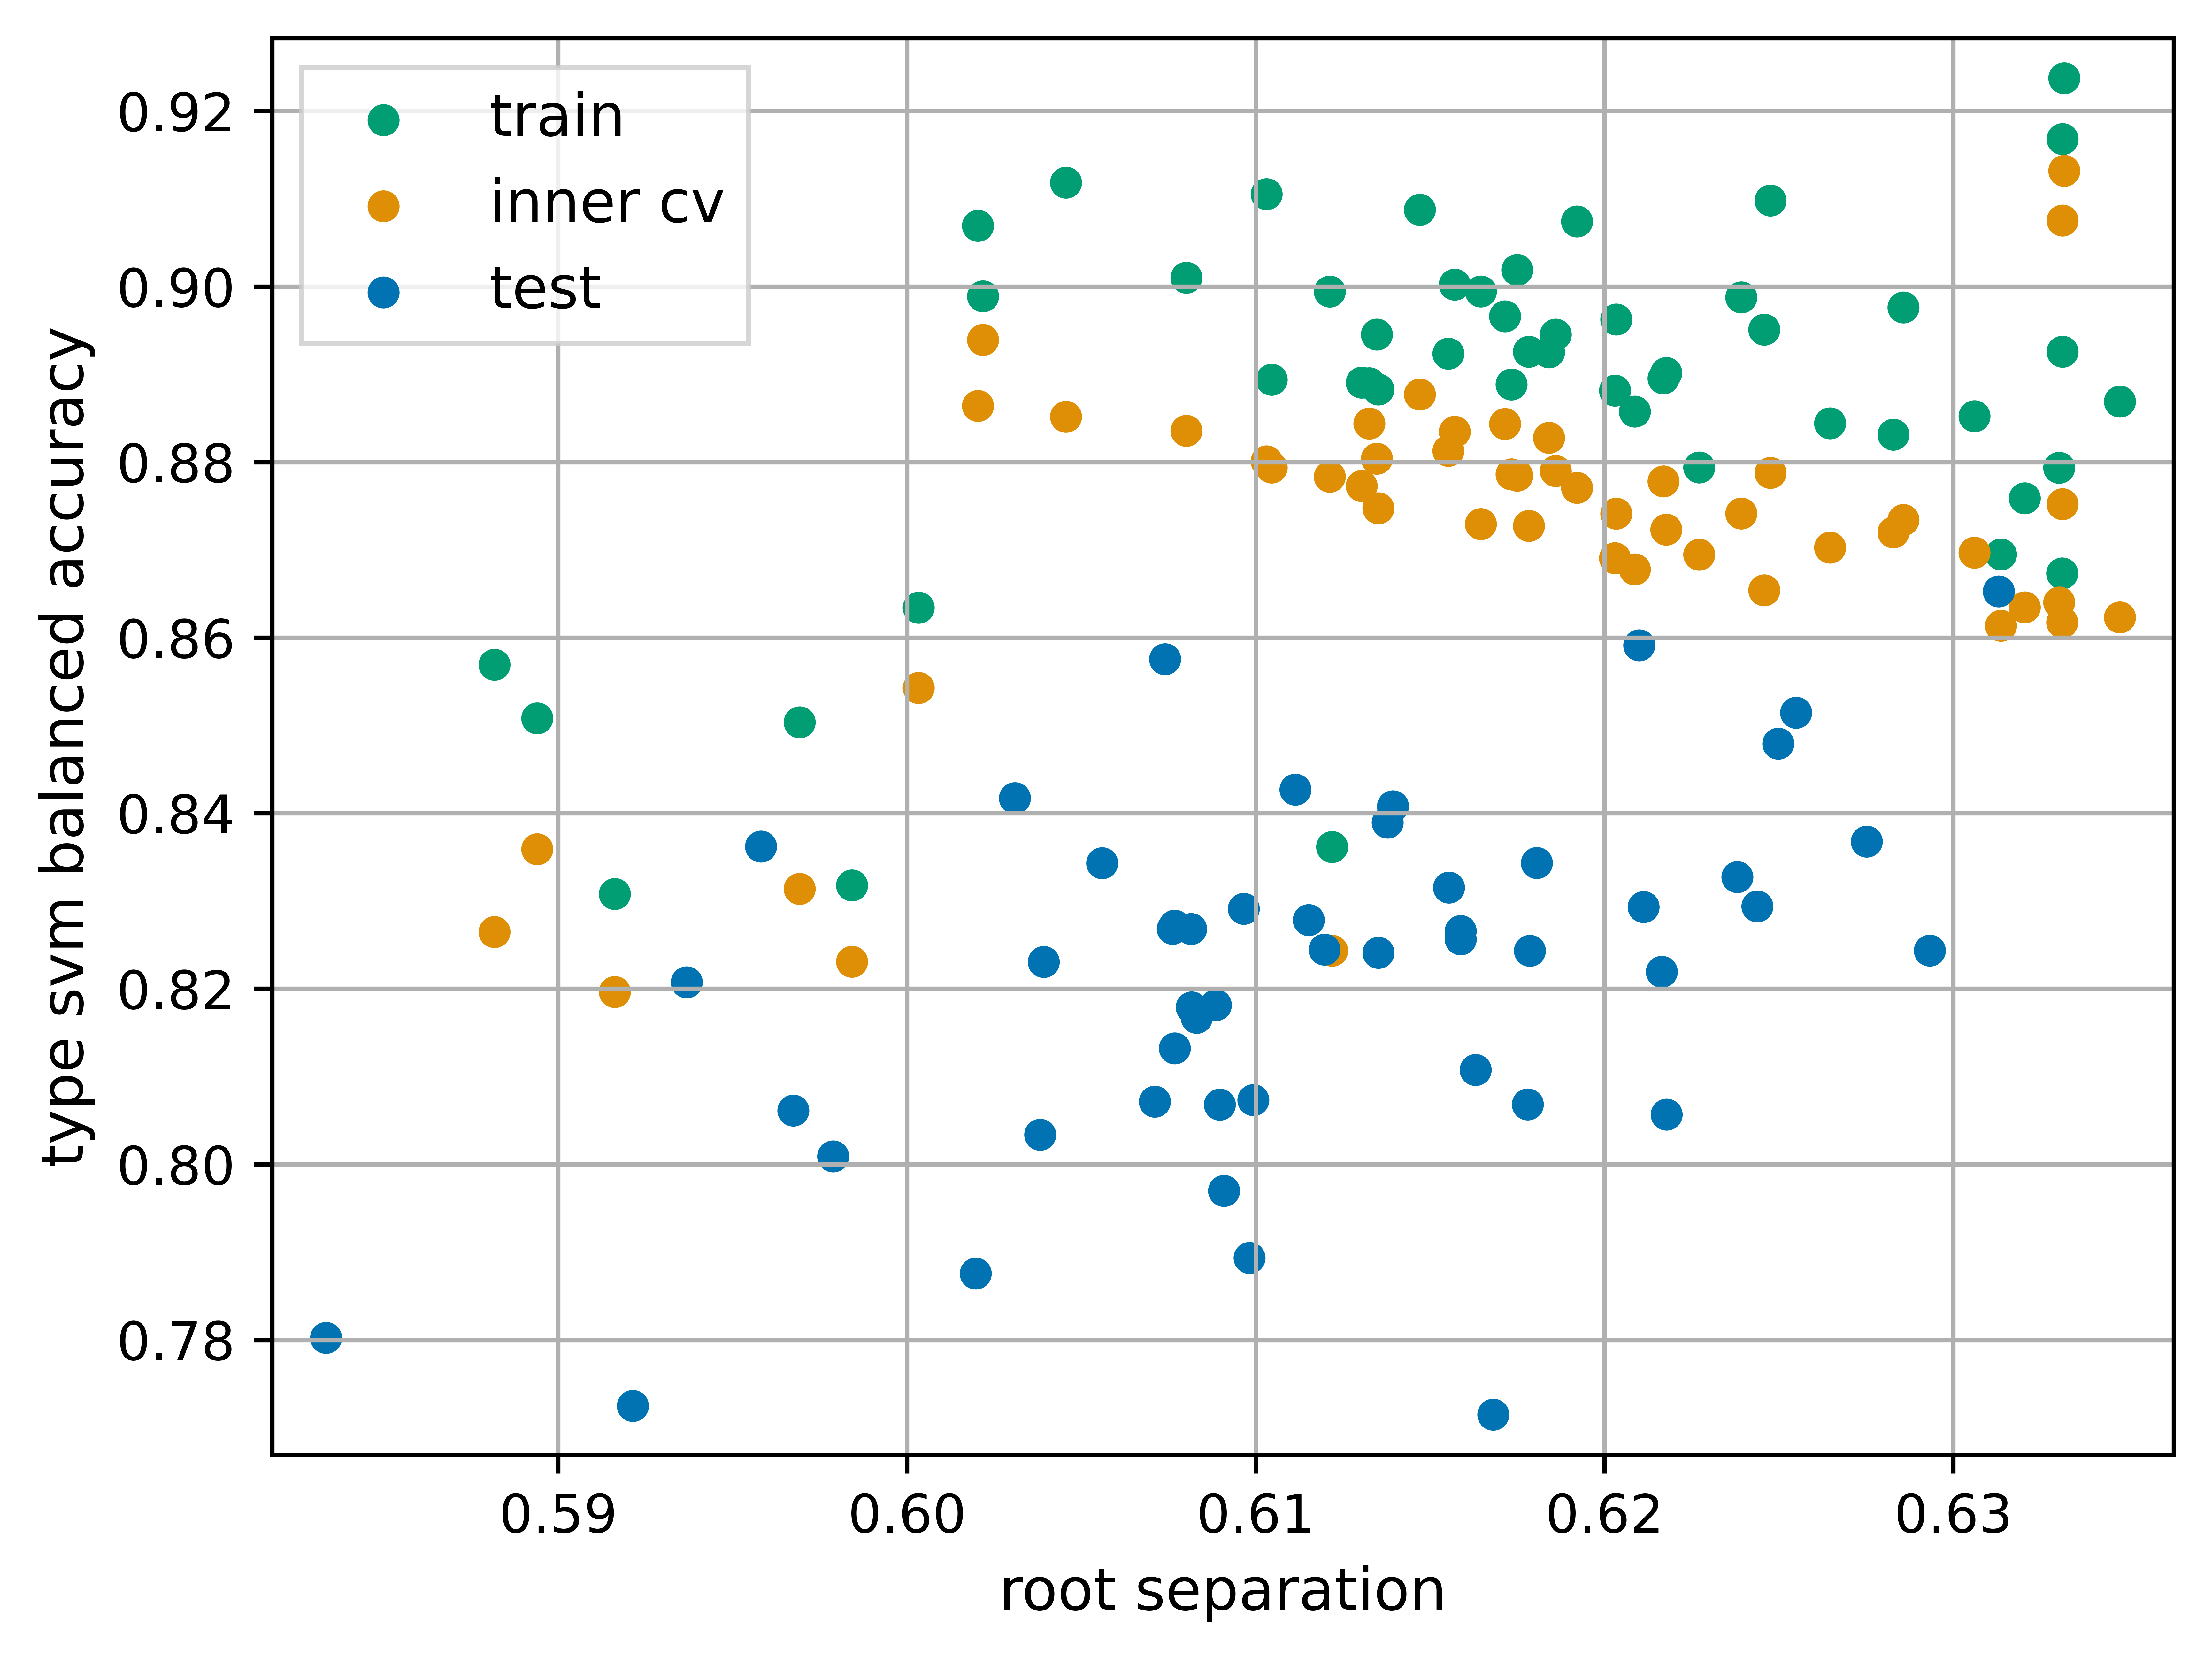 train
inner cv
test
type svm balanced accuracy
0.92
0.90
0.88
0.86
0.84
0.82
0.80
0.78
0.59
0.60
0.61
0.62
0.63
root separation